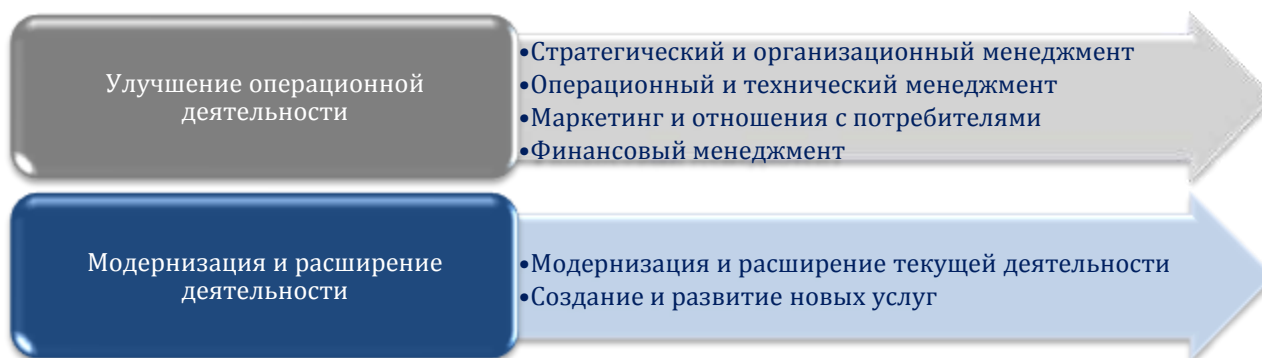 Улучшение операционной
деятельности
•Стратегический и организационный менеджмент
•Операционный и технический менеджмент
•Маркетинг и отношения с потребителями
•Финансовый менеджмент
Модернизация и расширение
деятельности
•Модернизация и расширение текущей деятельности
•Создание и развитие новых услуг